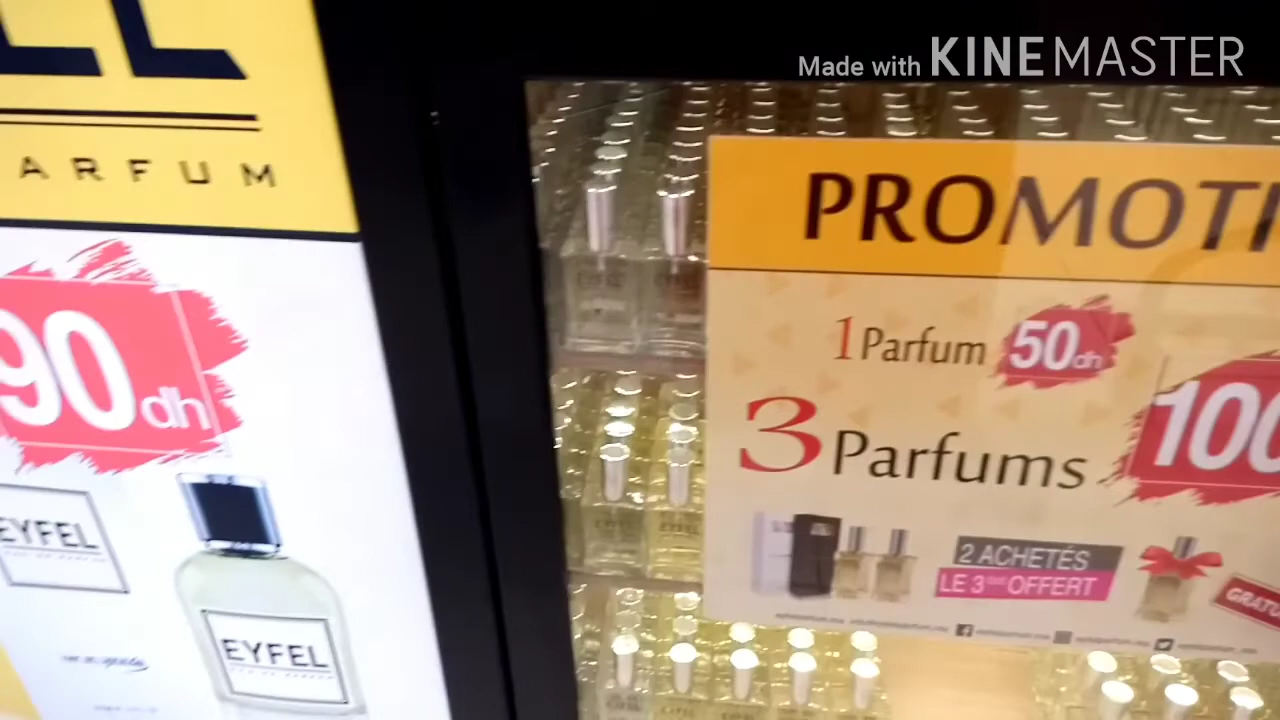 Made with KINEMASTER
ARFUM
90dh
EYFEL
EYFEL
PROMOTI
1 Parfum 50dh
3 Parfums 100
2 ACHETÉS
LE 3ème OFFERT
GRATU